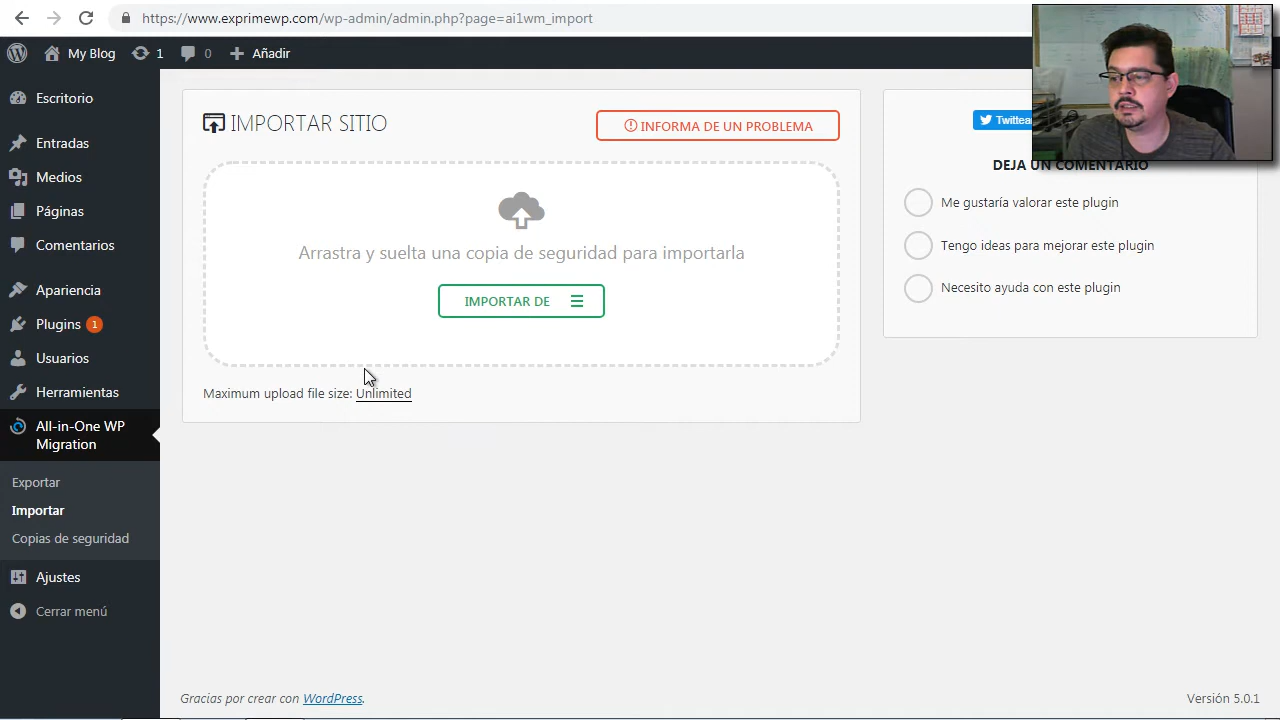 https://www.exprimewp.com/wp-admin/admin.php?page=ai1wm_import
My Blog 1 0 Añadir
Escritorio
Entradas
Medios
Páginas
Comentarios
Apariencia
Plugins 1
Usuarios
Herramientas
All-in-One WP
Migration
Exportar
Importar
Copias de seguridad
Ajustes
Cerrar menú
IMPORTAR SITIO
INFORMA DE UN PROBLEMA
Arrastra y suelta una copia de seguridad para importarla
IMPORTAR DE
Maximum upload file size: Unlimited
DEJA UN COMENTARIO
Me gustaría valorar este plugin
Tengo ideas para mejorar este plugin
Necesito ayuda con este plugin
Gracias por crear con WordPress.
Versión 5.0.1